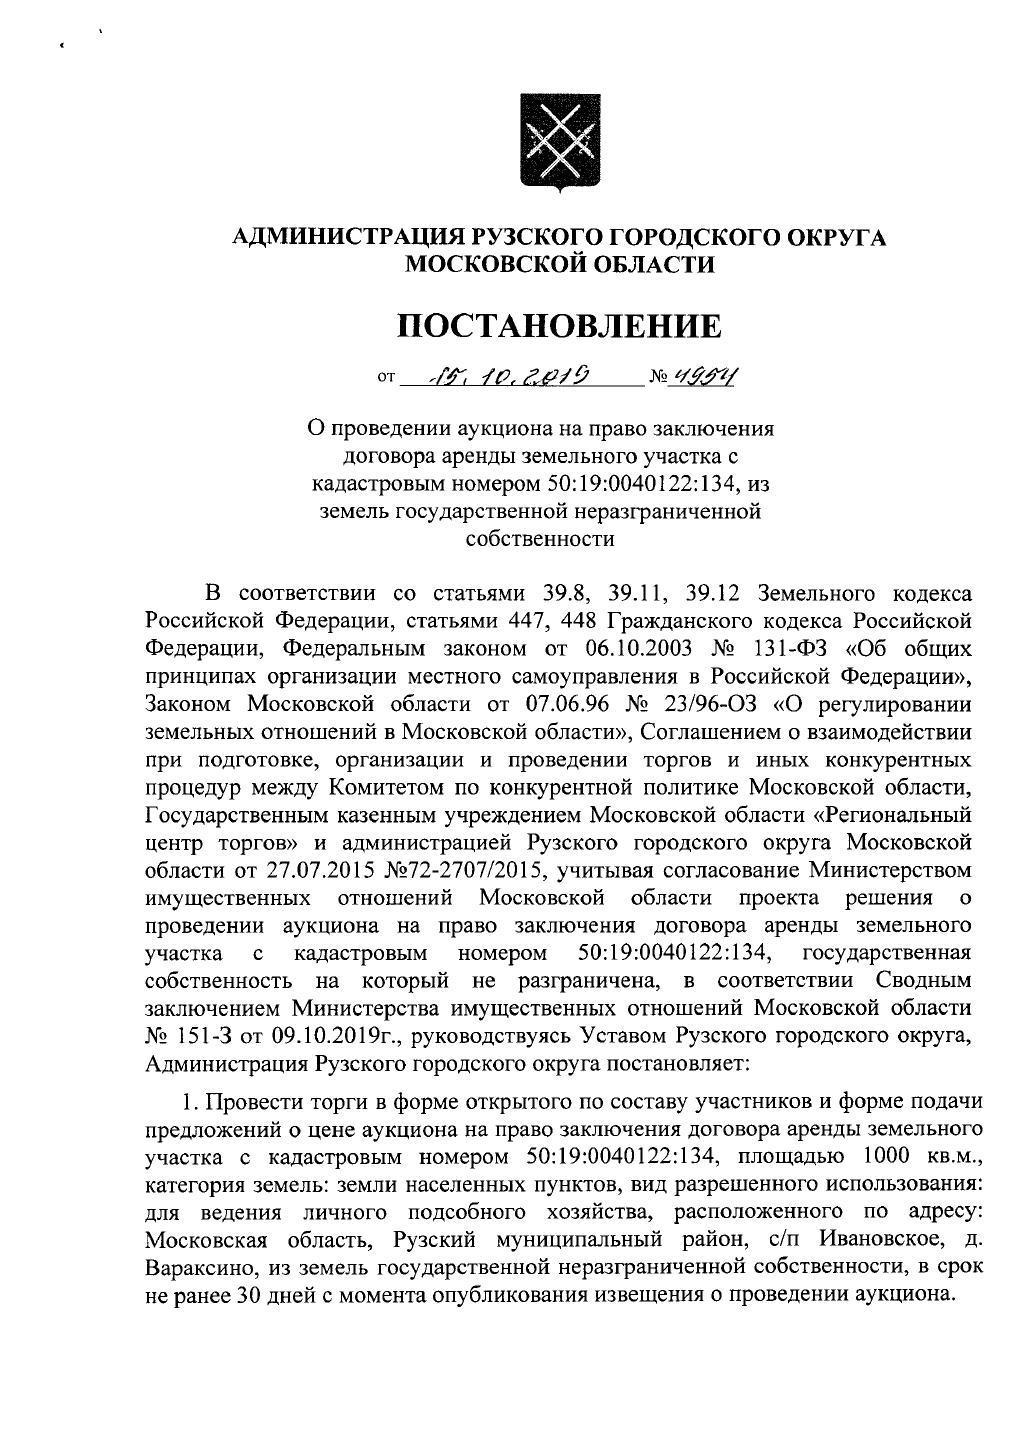 АДМИНИСТРАЦИЯ РУЗСКОГО ГОРОДСКОГО ОКРУГА
МОСКОВСКОЙ ОБЛАСТИ
ПОСТАНОВЛЕНИЕ
от 15.10.2019 № 4954
О проведении аукциона на право заключения
договора аренды земельного участка с
кадастровым номером 50:19:0040122:134, из
земель государственной неразграниченной
собственности
В соответствии со статьями 39.8, 39.11, 39.12 Земельного кодекса
Российской Федерации, статьями 447, 448 Гражданского кодекса Российской
Федерации, Федеральным законом от 06.10.2003 № 131-ФЗ «Об общих
принципах организации местного самоуправления в Российской Федерации»,
Законом Московской области от 07.06.96 № 23/96-ОЗ «О регулировании
земельных отношений в Московской области», Соглашением о взаимодействии
при подготовке, организации и проведении торгов и иных конкурентных
процедур между Комитетом по конкурентной политике Московской области,
Государственным казенным учреждением Московской области «Региональный
центр торгов» и администрацией Рузского городского округа Московской
области от 27.07.2015 №72-2707/2015, учитывая согласование Министерством
имущественных отношений Московской области проекта решения о
проведении аукциона на право заключения договора аренды земельного
участка с кадастровым номером 50:19:0040122:134, государственная
собственность на который не разграничена, в соответствии Сводным
заключением Министерства имущественных отношений Московской области
№ 151-З от 09.10.2019г., руководствуясь Уставом Рузского городского округа,
Администрация Рузского городского округа постановляет:
1. Провести торги в форме открытого по составу участников и форме подачи
предложений о цене аукциона на право заключения договора аренды земельного
участка с кадастровым номером 50:19:0040122:134, площадью 1000 кв.м.,
категория земель: земли населенных пунктов, вид разрешенного использования:
для ведения личного подсобного хозяйства, расположенного по адресу:
Московская область, Рузский муниципальный район, с/п Ивановское, д.
Вараксино, из земель государственной неразграниченной собственности, в срок
не ранее 30 дней с момента опубликования извещения о проведении аукциона.